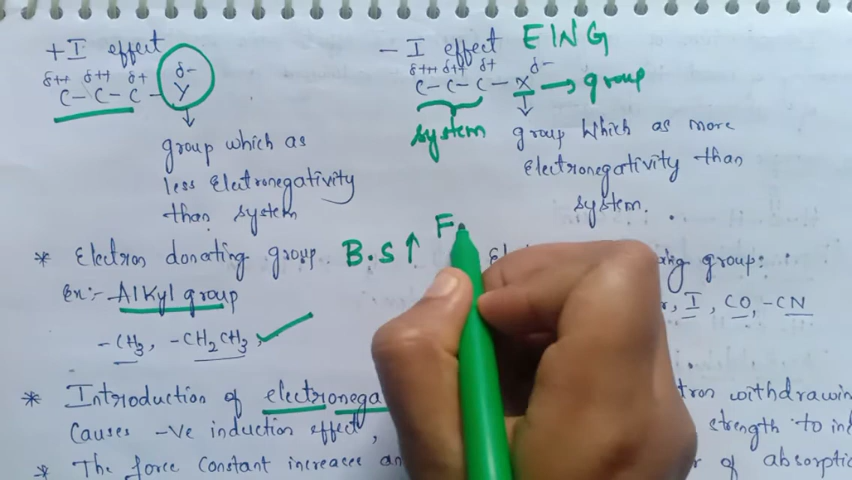 +I effect
δ++ δ++ δ+ δ-
C - C - C - Y
group which as
less Electronegativity
than system
- I effect EING
δ++ δ++ δ+ δ-
C - C - C - X → group
system
group which as more
Electronegativity than
system.
* Electron donating group. B.S ↑ F
Ex:- Alkyl group
-CH3, -CH2CH3,
group:
I, CO, -CN
* Introduction of electronega
withdrawin
Causes -Ve induction effect,
strength to in
* The force constant increases an
of absorptio